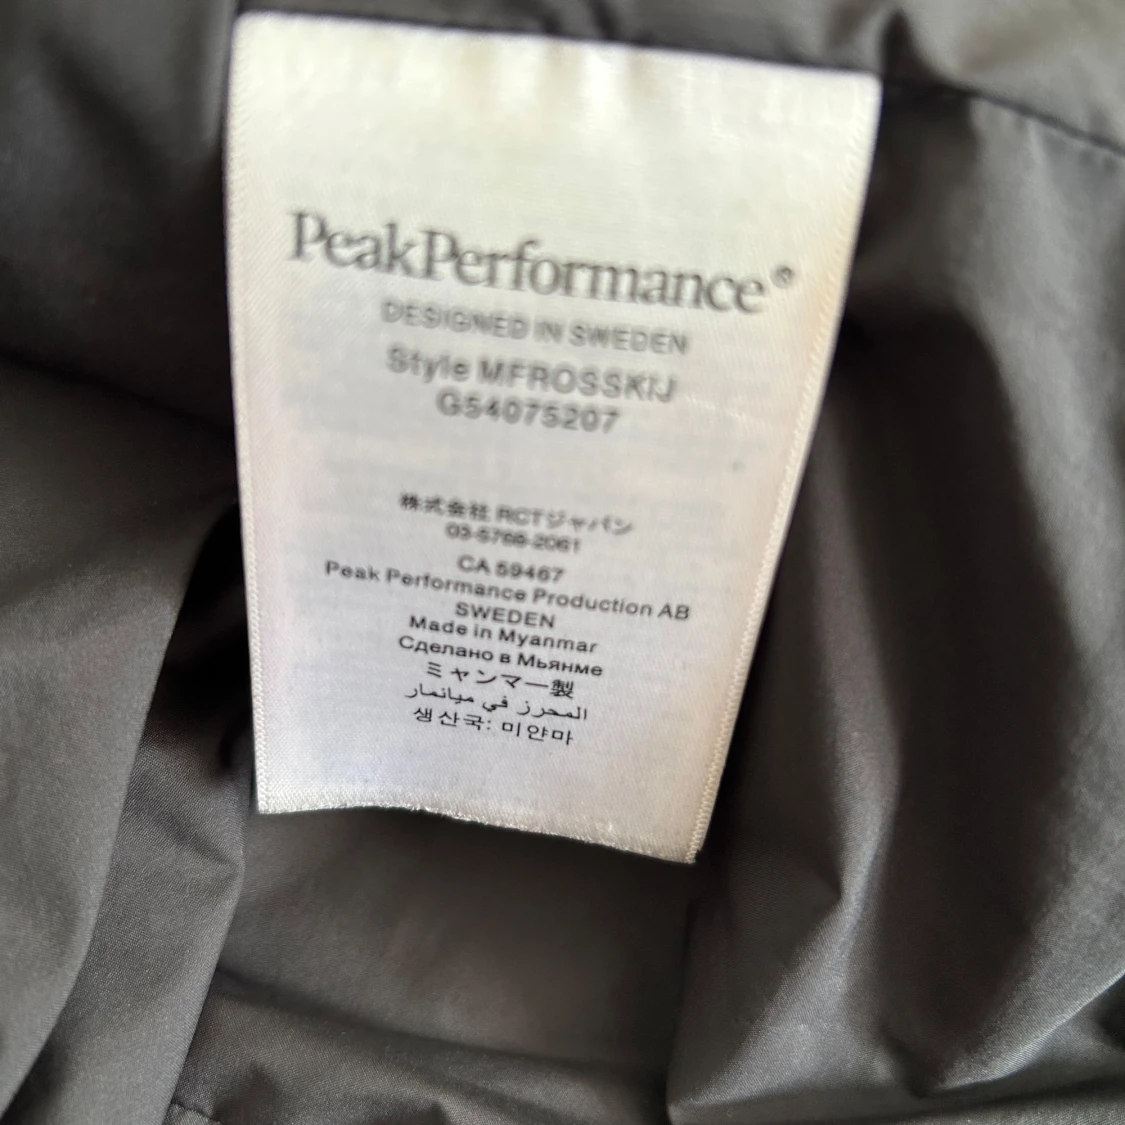 PeakPerformance®
DESIGNED IN SWEDEN
Style MFROSSKIJ
G54075207
株式会社 RCTジャパン
03-5766-2061
CA 59467
Peak Performance Production AB
SWEDEN
Made in Myanmar
Сделано в Мьянме
ミャンマー製
المحرز في ميانمار
생산국: 미얀마